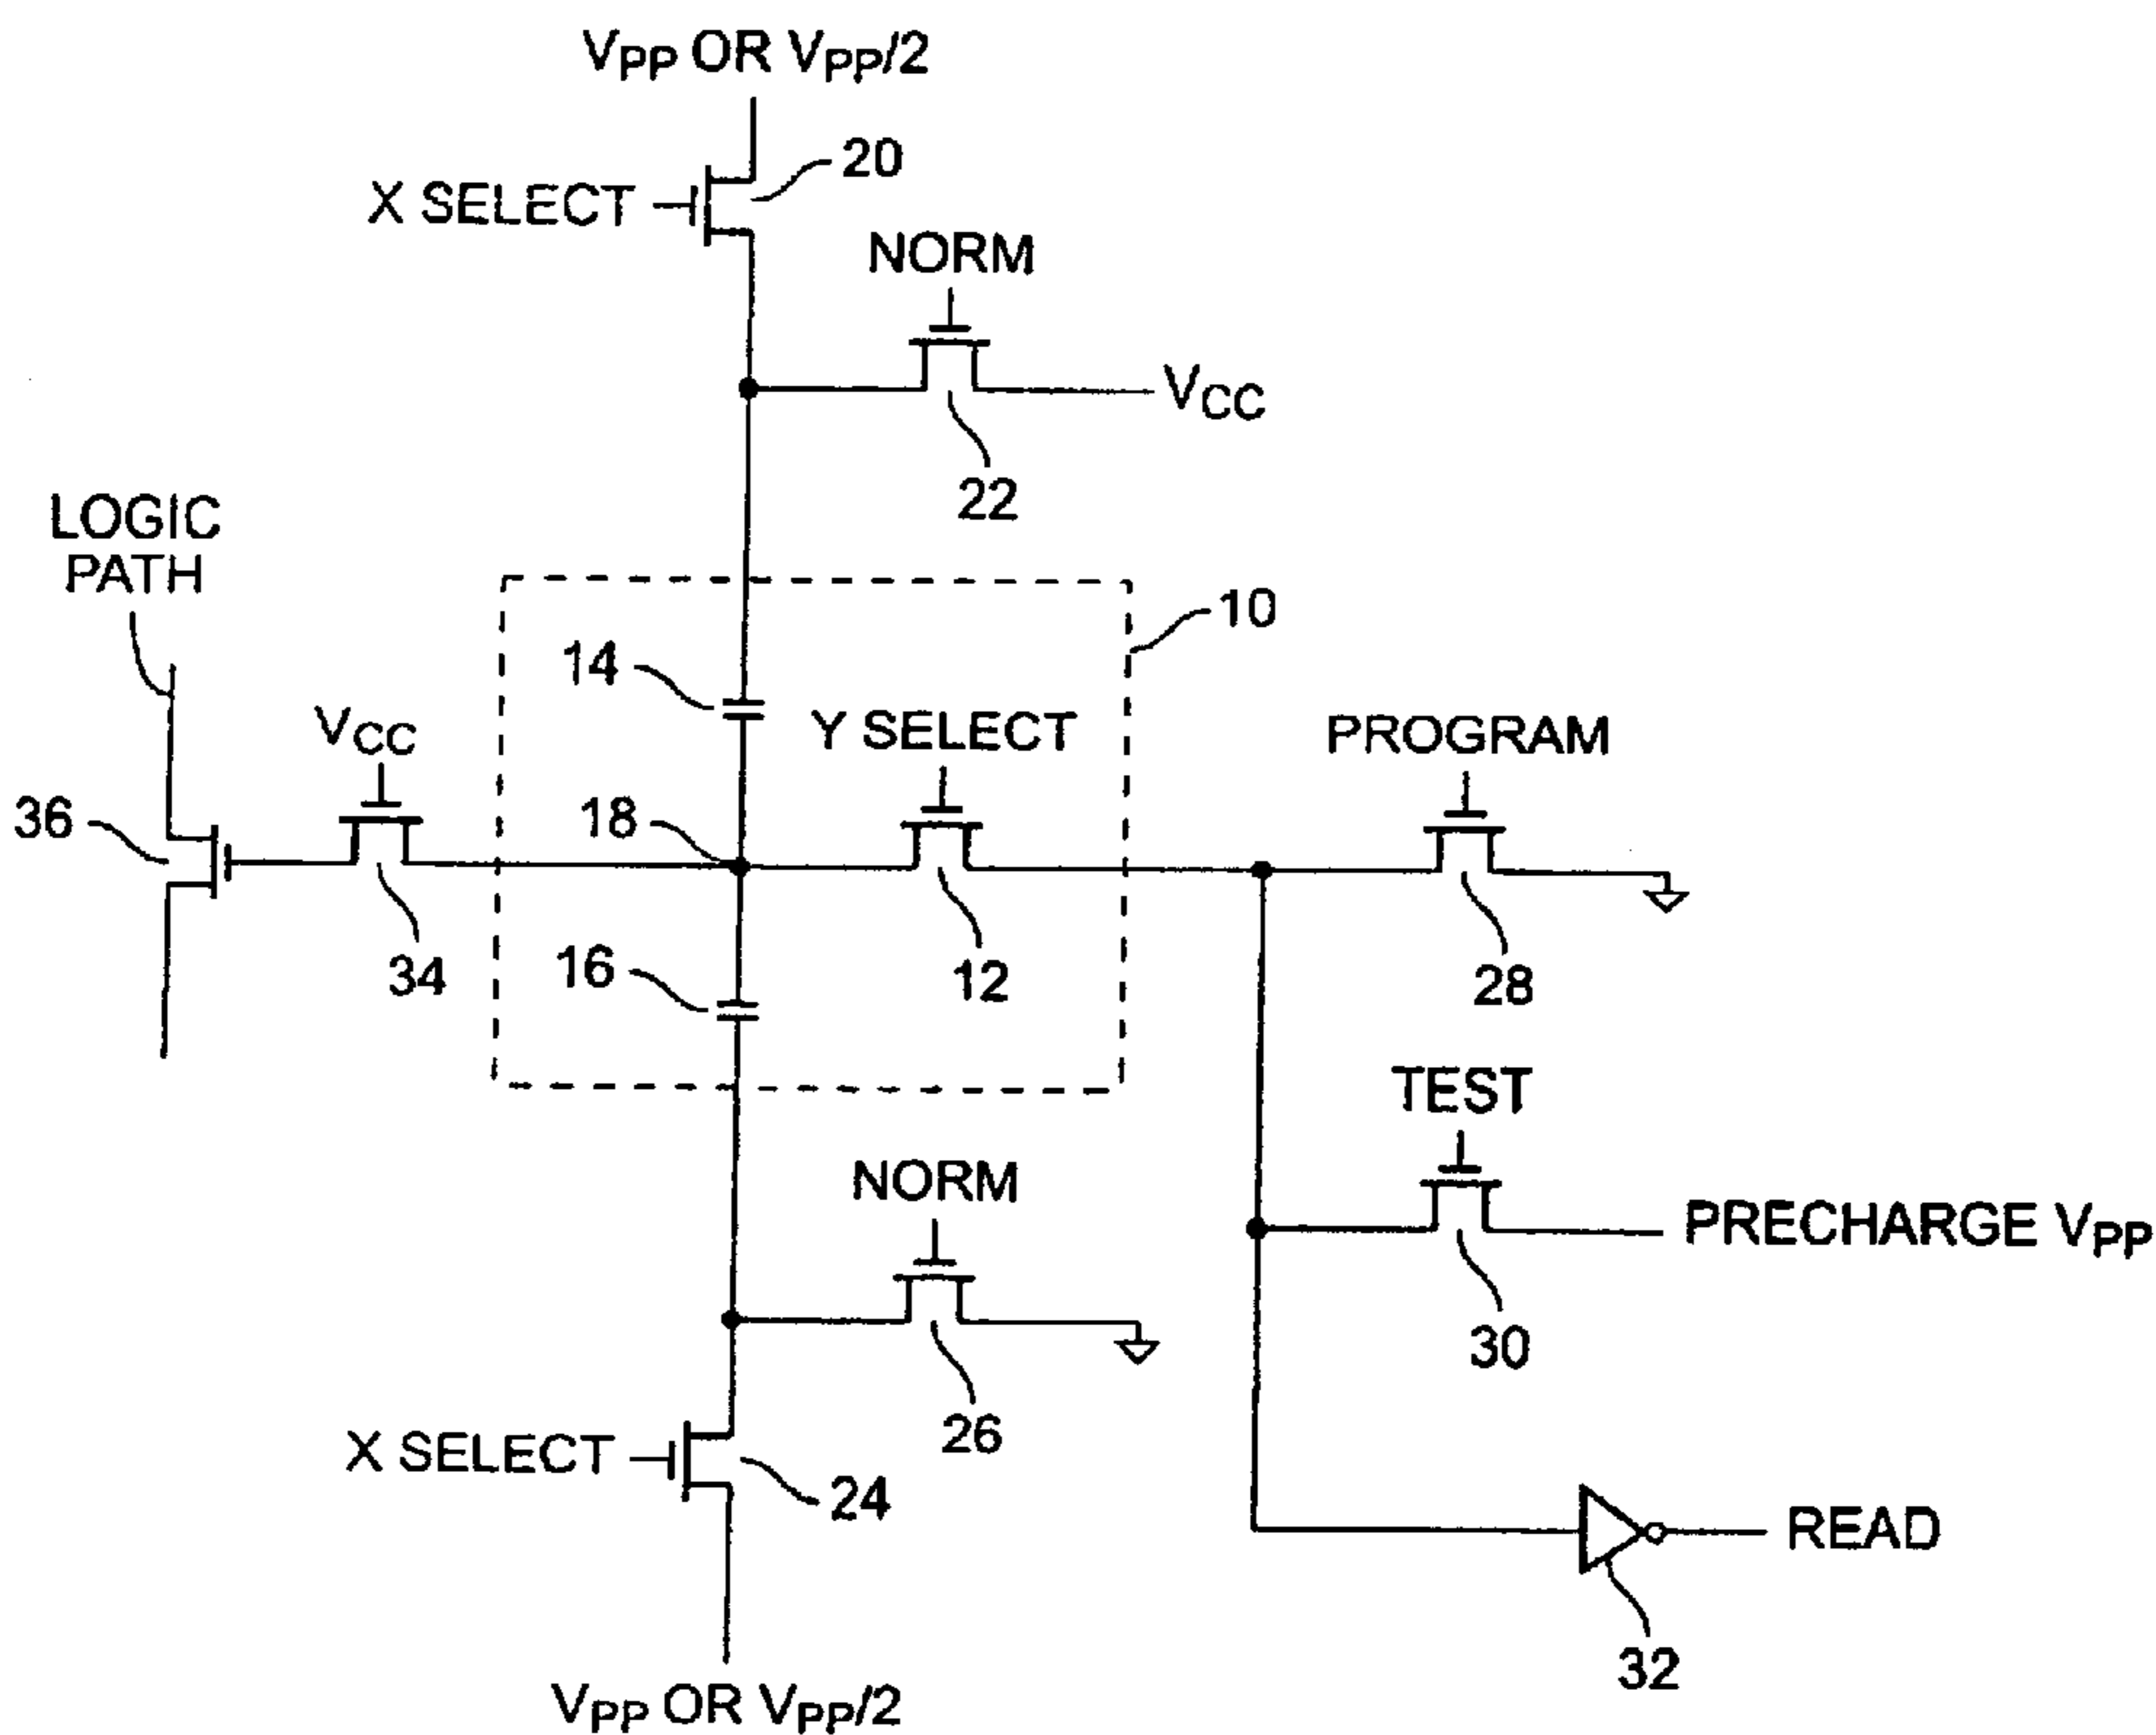 VPP OR VPP/2
20
X SELECT
NORM
VCC
22
LOGIC
PATH
10
14
VCC
Y SELECT
PROGRAM
36
18
34
16
12
28
TEST
NORM
PRECHARGE VPP
30
26
X SELECT
24
READ
32
VPP OR VPP/2